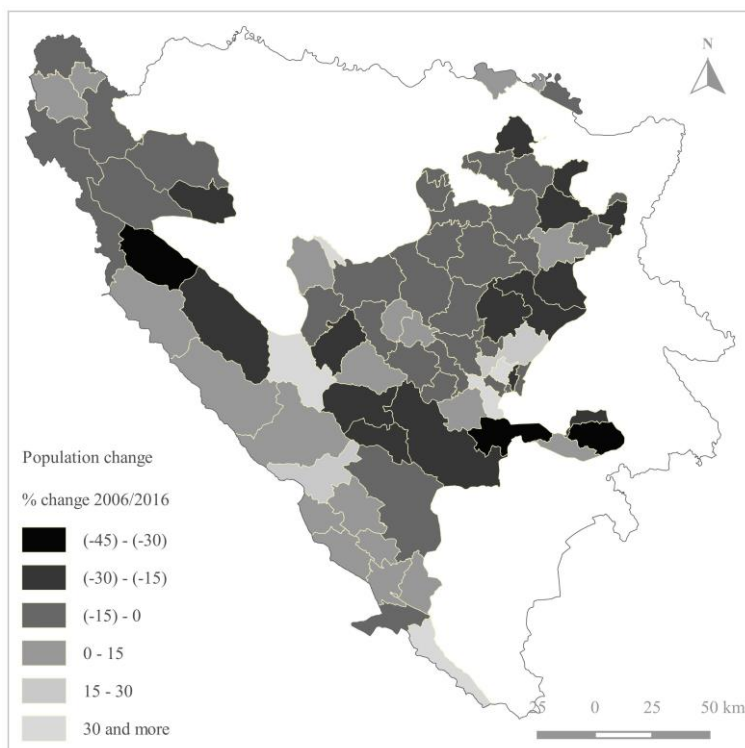 N
Population change
% change 2006/2016
(-45) - (-30)
(-30) - (-15)
(-15) - 0
0 - 15
15 - 30
30 and more
25 0 25 50 km